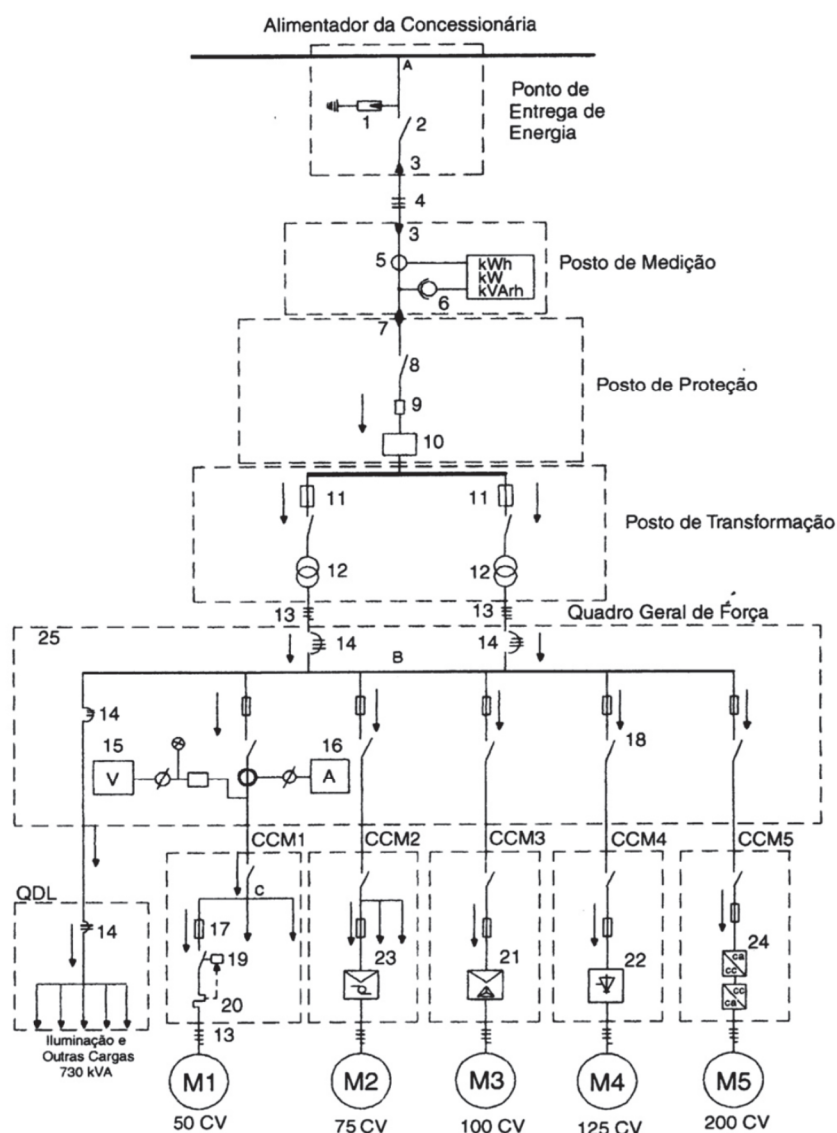 Alimentador da Concessionária
A
Ponto de
Entrega de
Energia
1
2
3
4
3
5
kWh
kW
kVArh
6
Posto de Medição
7
8
9
10
Posto de Proteção
11
11
12
12
Posto de Transformação
13
13
Quadro Geral de Força
25
14
14
B
14
15
V
16
A
18
CCM1
CCM2
CCM3
CCM4
CCM5
QDL
C
14
17
19
20
23
21
22
ca
cc
cc
ca
24
13
Iluminação e
Outras Cargas
730 kVA
M1
M2
M3
M4
M5
50 CV
75 CV
100 CV
125 CV
200 CV